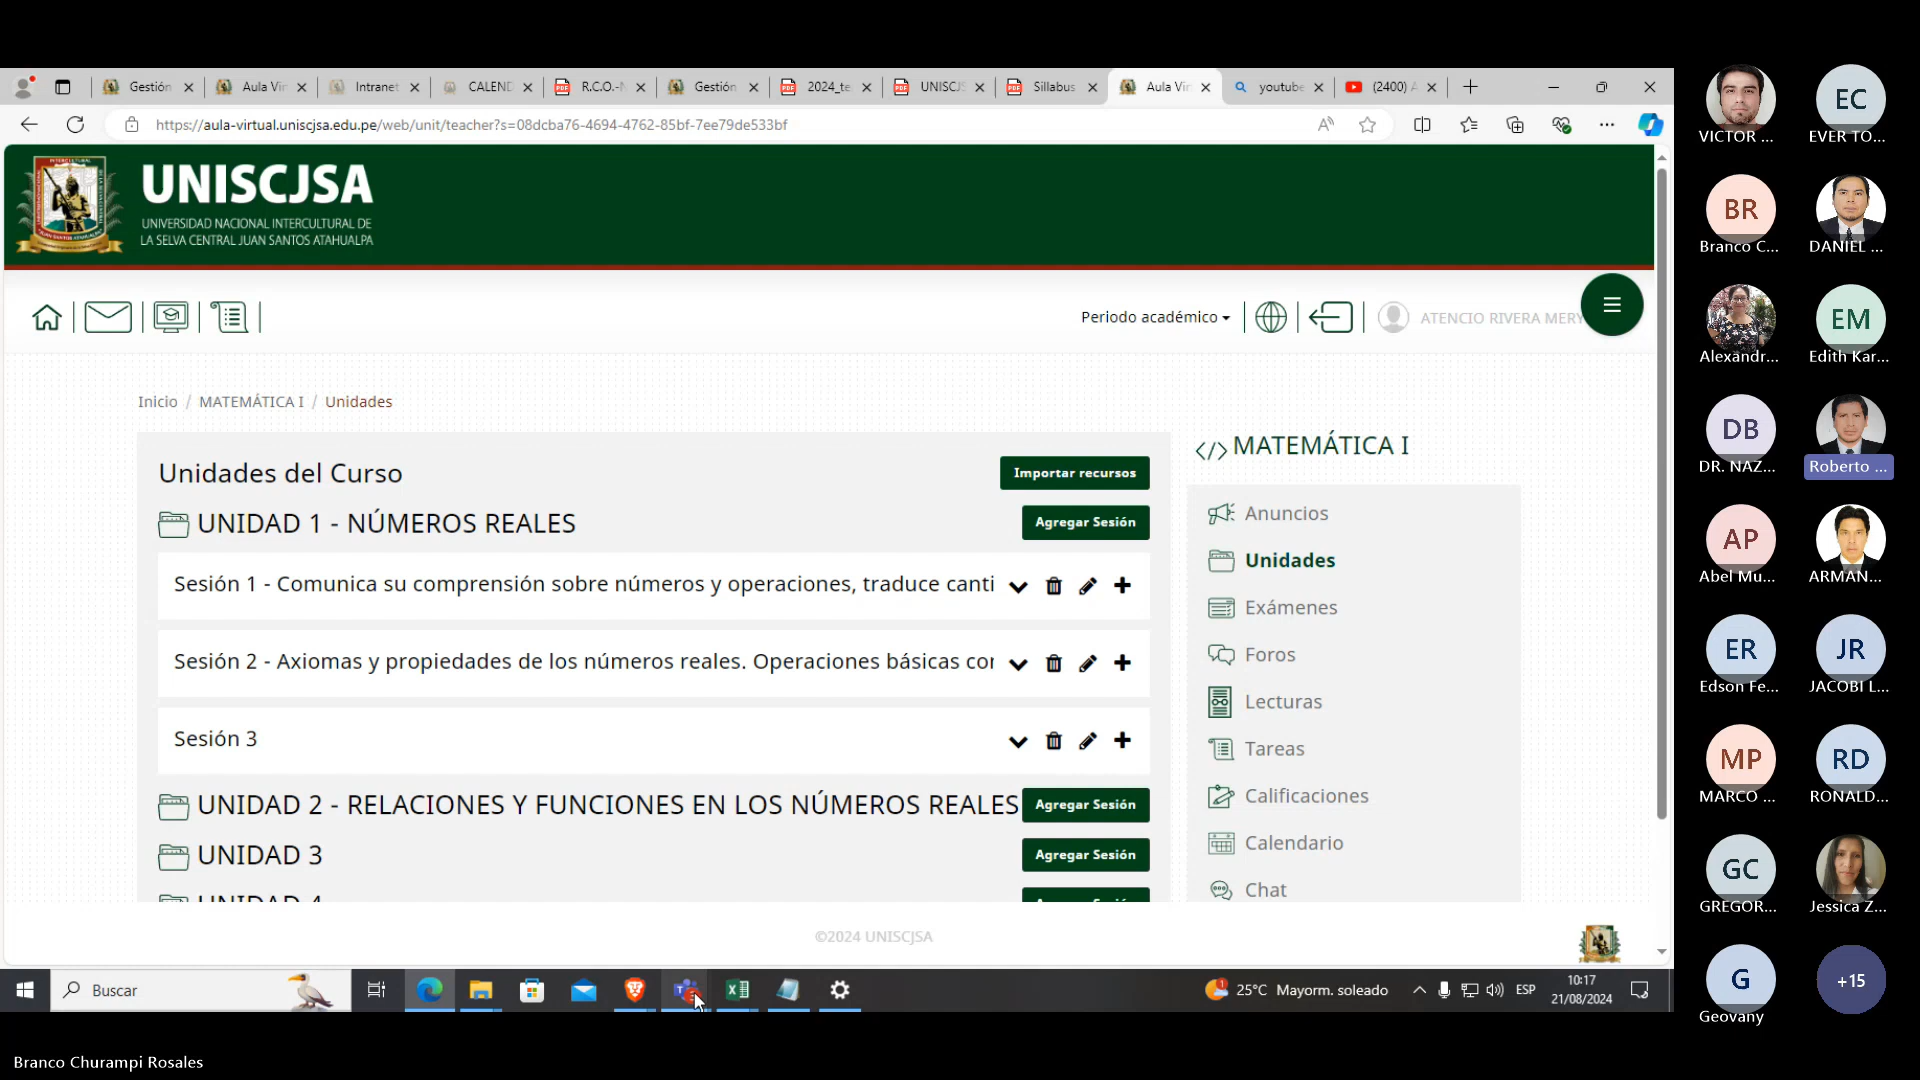 Gestión
Aula Vir
Intranet
CALEND
R.C.O.-
Gestión
2024_te
UNISCJS
Sillabus
Aula Vir
youtube
(2400)
https://aula-virtual.uniscjsa.edu.pe/web/unit/teacher?s=08dcba76-4694-4762-85bf-7ee79de533bf
UNISCJSA
UNIVERSIDAD NACIONAL INTERCULTURAL DE
LA SELVA CENTRAL JUAN SANTOS ATAHUALPA
Periodo académico
ATENCIO RIVERA MERY
Inicio / MATEMÁTICA I / Unidades
Unidades del Curso
Importar recursos
UNIDAD 1 - NÚMEROS REALES
Agregar Sesión
Sesión 1 - Comunica su comprensión sobre números y operaciones, traduce canti
Sesión 2 - Axiomas y propiedades de los números reales. Operaciones básicas con
Sesión 3
UNIDAD 2 - RELACIONES Y FUNCIONES EN LOS NÚMEROS REALES
Agregar Sesión
UNIDAD 3
Agregar Sesión
UNIDAD 4
Agregar Sesión
</> MATEMÁTICA I
Anuncios
Unidades
Exámenes
Foros
Lecturas
Tareas
Calificaciones
Calendario
Chat
©2024 UNISCJSA
Buscar
25°C Mayorm. soleado
ESP
10:17
21/08/2024
VICTOR ...
EC
EVER TO...
BR
Branco C...
DANIEL ...
Alexandr...
EM
Edith Kar...
DB
DR. NAZ...
Roberto ...
AP
Abel Mu...
ARMAN...
ER
Edson Fe...
JR
JACOBI L...
MP
MARCO ...
RD
RONALD...
GC
GREGOR...
Jessica Z...
G
Geovany
+15
Branco Churampi Rosales